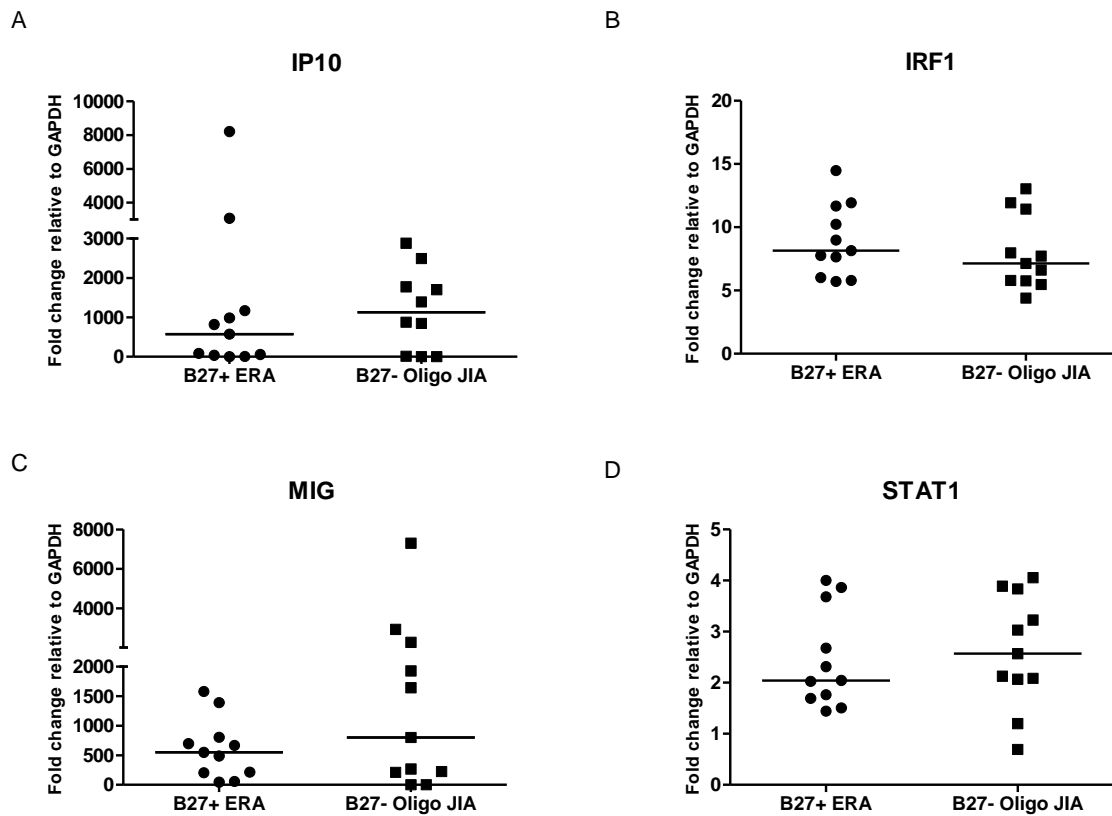 A
IP10
Fold change relative to GAPDH
10000
8000
6000
4000
3000
2000
1000
0
B27+ ERA
B27- Oligo JIA
B
IRF1
Fold change relative to GAPDH
20
15
10
5
0
B27+ ERA
B27- Oligo JIA
C
MIG
Fold change relative to GAPDH
8000
6000
4000
2000
1500
1000
500
0
B27+ ERA
B27- Oligo JIA
D
STAT1
Fold change relative to GAPDH
5
4
3
2
1
0
B27+ ERA
B27- Oligo JIA